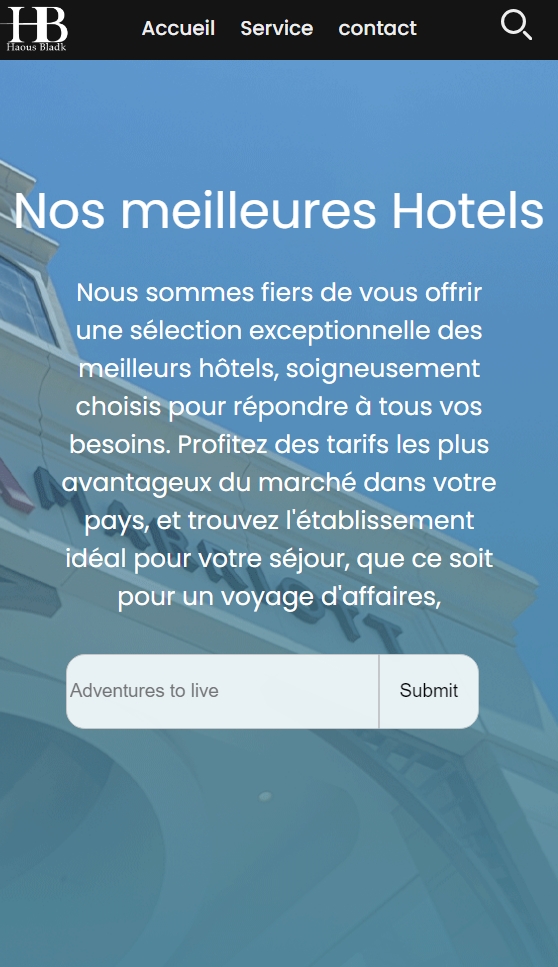 HB
Haous Bladk
Accueil Service contact
Nos meilleures Hotels
Nous sommes fiers de vous offrir
une sélection exceptionnelle des
meilleurs hôtels, soigneusement
choisis pour répondre à tous vos
besoins. Profitez des tarifs les plus
avantageux du marché dans votre
pays, et trouvez l'établissement
idéal pour votre séjour, que ce soit
pour un voyage d'affaires,
MARRIOTT
Adventures to live
Submit